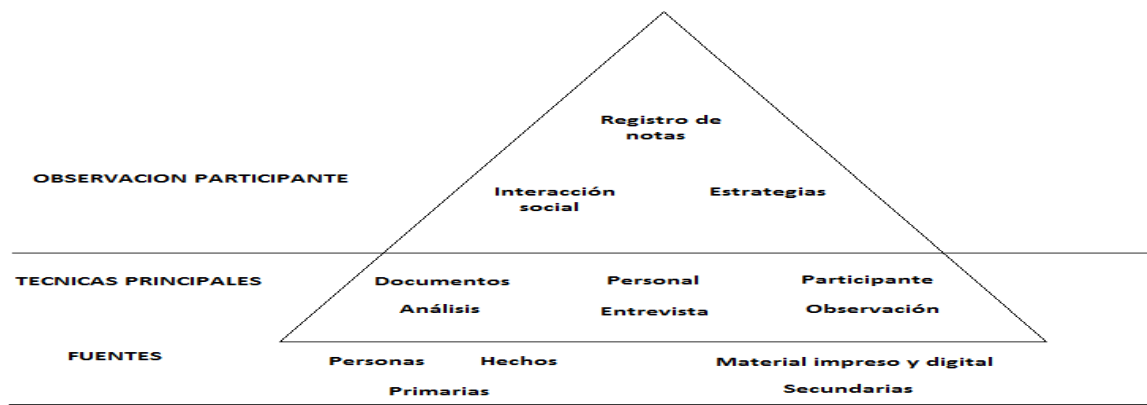 Registro de
notas
OBSERVACION PARTICIPANTE
Interacción
social
Estrategias
TECNICAS PRINCIPALES
Documentos
Personal
Participante
Análisis
Entrevista
Observación
FUENTES
Personas
Hechos
Material impreso y digital
Primarias
Secundarias